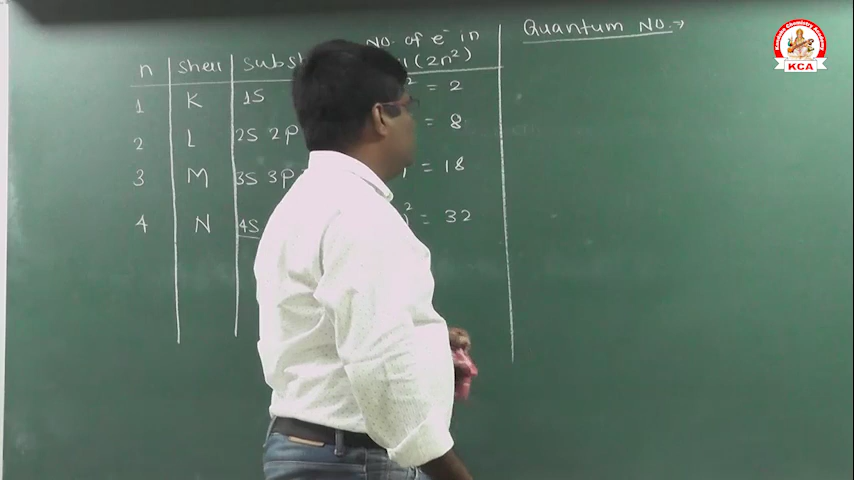 Quantum No. →
No. of e⁻ in
n shell (2n²)
1 K 1S = 2
2 L 2S 2P = 8
3 M 3S 3P = 18
4 N 4S = 32
KCA